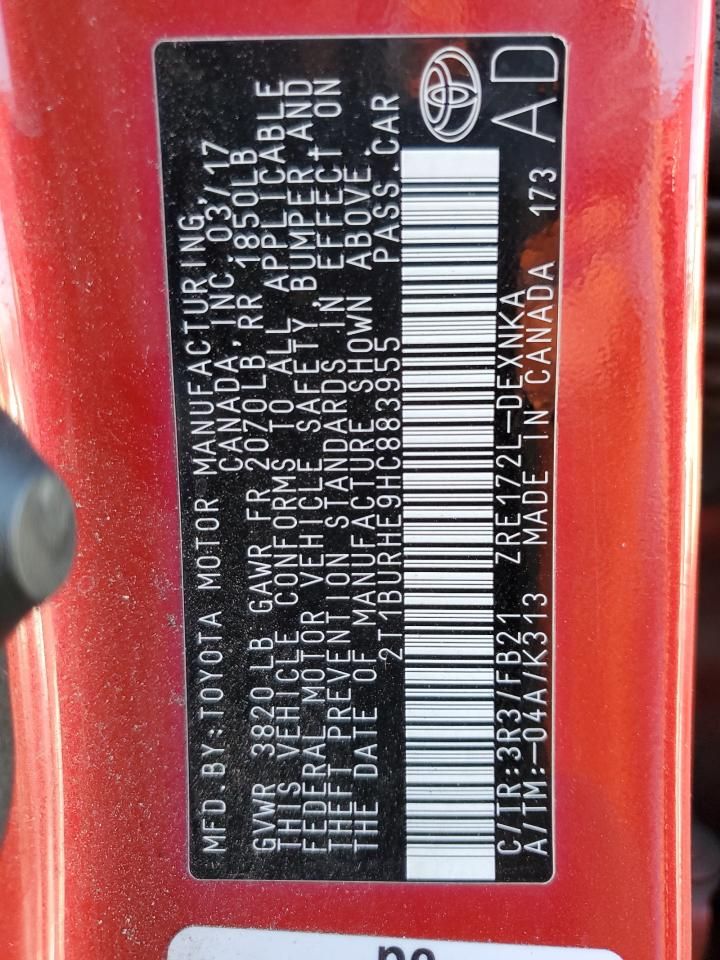 MFD.BY:TOYOTA MOTOR MANUFACTURING,
CANADA, INC.03/17
GVWR 3820LB GAWR FR 2070LB RR 1850LB
THIS VEHICLE CONFORMS TO ALL APPLICABLE
FEDERAL MOTOR VEHICLE SAFETY, BUMPER,AND
THEFT PREVENTION STANDARDS IN EFFECT ON
THE DATE OF MANUFACTURE SHOWN ABOVE.
2T1BURHE9HC883955 PASS.CAR
C/TR:3R3/FB21 ZRE172L-DEXNKA
A/TM:-04A/K313 MADE IN CANADA 173
AD